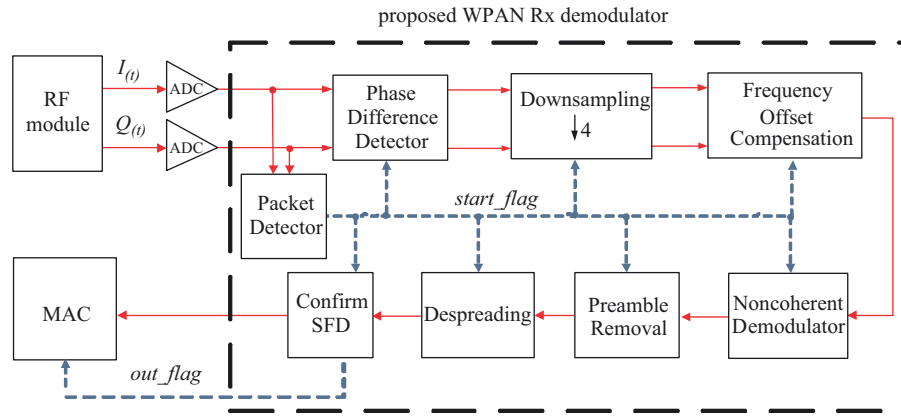 proposed WPAN Rx demodulator
RF
module
I(t)
ADC
Q(t)
ADC
Phase
Difference
Detector
Downsampling
↓4
Frequency
Offset
Compensation
Packet
Detector
start_flag
MAC
Confirm
SFD
Despreading
Preamble
Removal
Noncoherent
Demodulator
out_flag